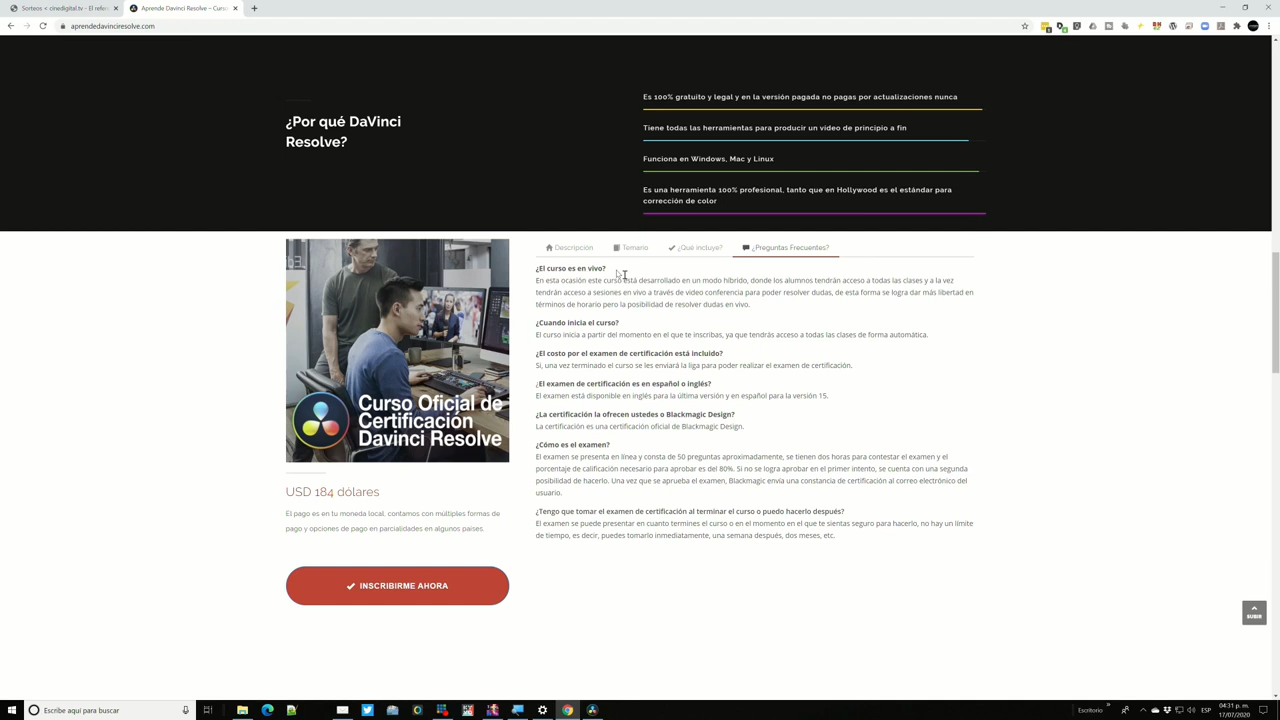 Sorteos < cinedigital.tv - El refere
Aprende Davinci Resolve – Curso
aprendedavinciresolve.com
¿Por qué DaVinci
Resolve?
Es 100% gratuito y legal y en la versión pagada no pagas por actualizaciones nunca
Tiene todas las herramientas para producir un video de principio a fin
Funciona en Windows, Mac y Linux
Es una herramienta 100% profesional, tanto que en Hollywood es el estándar para
corrección de color
Descripción
Temario
¿Qué incluye?
¿Preguntas Frecuentes?
¿El curso es en vivo?
En esta ocasión este curso está desarrollado en un modo híbrido, donde los alumnos tendrán acceso a todas las clases y a la vez
tendrán acceso a sesiones en vivo a través de video conferencia para poder resolver dudas, de esta forma se logra dar más libertad en
términos de horario pero la posibilidad de resolver dudas en vivo.
¿Cuando inicia el curso?
El curso inicia a partir del momento en el que te inscribas, ya que tendrás acceso a todas las clases de forma automática.
¿El costo por el examen de certificación está incluido?
Si, una vez terminado el curso se les enviará la liga para poder realizar el examen de certificación.
¿El examen de certificación es en español o inglés?
El examen está disponible en inglés para la última versión y en español para la versión 15.
¿La certificación la ofrecen ustedes o Blackmagic Design?
La certificación es una certificación oficial de Blackmagic Design.
¿Cómo es el examen?
El examen se presenta en línea y consta de 50 preguntas aproximadamente, se tienen dos horas para contestar el examen y el
porcentaje de calificación necesario para aprobar es del 80%. Si no se logra aprobar en el primer intento, se cuenta con una segunda
posibilidad de hacerlo. Una vez que se aprueba el examen, Blackmagic envía una constancia de certificación al correo electrónico del
usuario.
¿Tengo que tomar el examen de certificación al terminar el curso o puedo hacerlo después?
El examen se puede presentar en cuanto termines el curso o en el momento en el que te sientas seguro para hacerlo, no hay un límite
de tiempo, es decir, puedes tomarlo inmediatamente, una semana después, dos meses, etc.
Curso Oficial de
Certificación
Davinci Resolve
USD 184 dólares
El pago es en tu moneda local, contamos con múltiples formas de
pago y opciones de pago en parcialidades en algunos países.
INSCRIBIRME AHORA
SUBIR
Escribe aquí para buscar
Escritorio
ESP
04:31 p. m.
17/07/2020